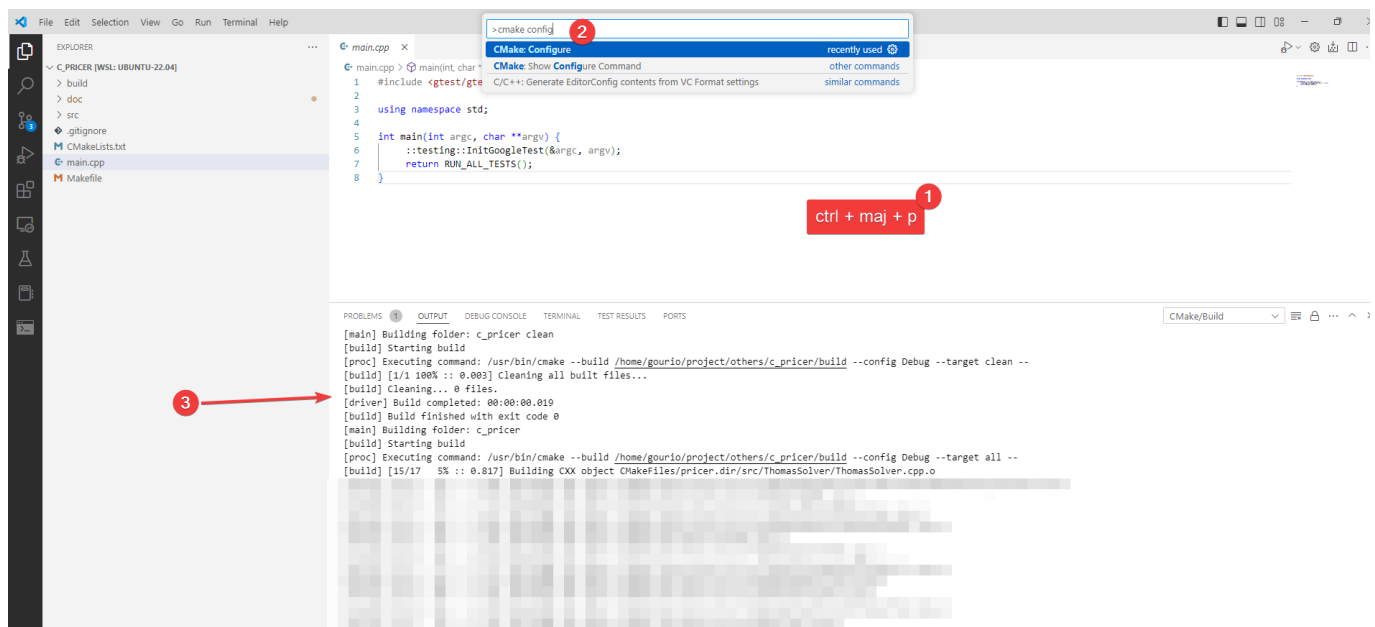 File Edit Selection View Go Run Terminal Help
>cmake config
2
CMake: Configure recently used
CMake: Show Configure Command other commands
C/C++: Generate EditorConfig contents from VC Format settings similar commands
EXPLORER
C_PRICER [WSL: UBUNTU-22.04]
build
doc
src
.gitignore
CMakeLists.txt
main.cpp
Makefile
3
main.cpp
main.cpp > main(int, char *
1 #include <gtest/gte
2
3 using namespace std;
4
5 int main(int argc, char **argv) {
6 ::testing::InitGoogleTest(&argc, argv);
7 return RUN_ALL_TESTS();
8 }
1
ctrl + maj + p
PROBLEMS 1 OUTPUT DEBUG CONSOLE TERMINAL TEST RESULTS PORTS CMake/Build
[main] Building folder: c_pricer clean
[build] Starting build
[proc] Executing command: /usr/bin/cmake --build /home/gourio/project/others/c_pricer/build --config Debug --target clean --
[build] [1/1 100% :: 0.003] Cleaning all built files...
[build] Cleaning... 0 files.
3
[driver] Build completed: 00:00:00.019
[build] Build finished with exit code 0
[main] Building folder: c_pricer
[build] Starting build
[proc] Executing command: /usr/bin/cmake --build /home/gourio/project/others/c_pricer/build --config Debug --target all --
[build] [15/17 5% :: 0.817] Building CXX object CMakeFiles/pricer.dir/src/ThomasSolver/ThomasSolver.cpp.o